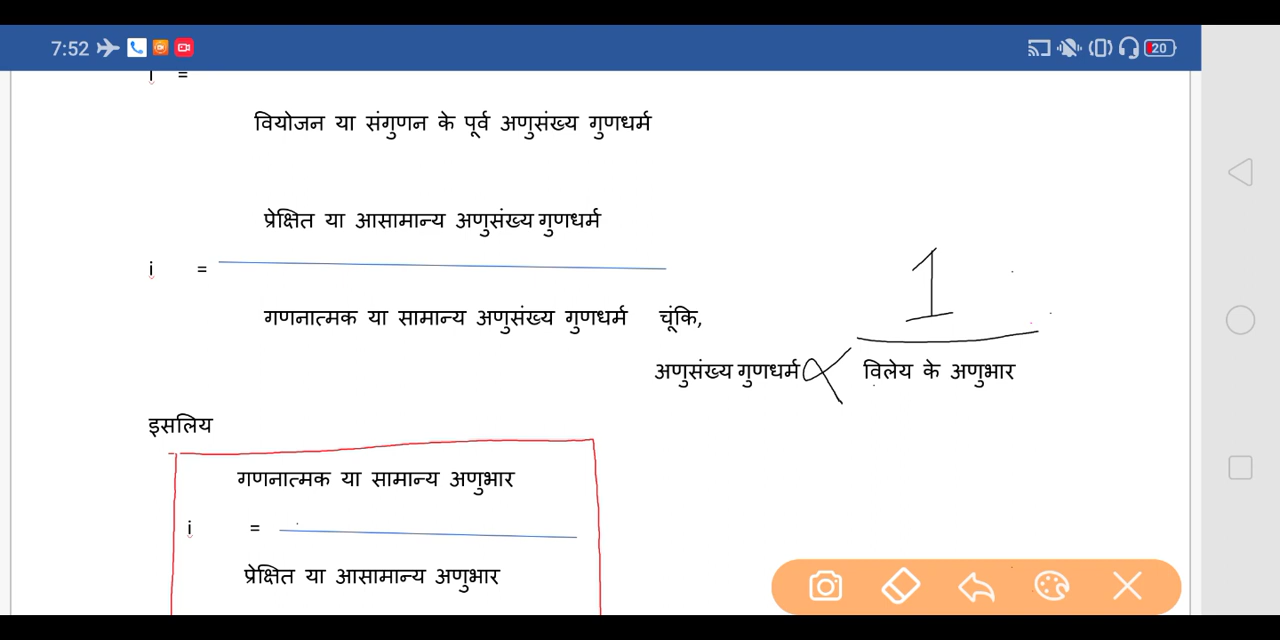 7:52
20
i =
वियोजन या संगुणन के पूर्व अणुसंख्य गुणधर्म
प्रेक्षित या आसामान्य अणुसंख्य गुणधर्म
i =
गणनात्मक या सामान्य अणुसंख्य गुणधर्म चूंकि,
1
अणुसंख्य गुणधर्म ∝ विलेय के अणुभार
इसलिय
गणनात्मक या सामान्य अणुभार
i =
प्रेक्षित या आसामान्य अणुभार